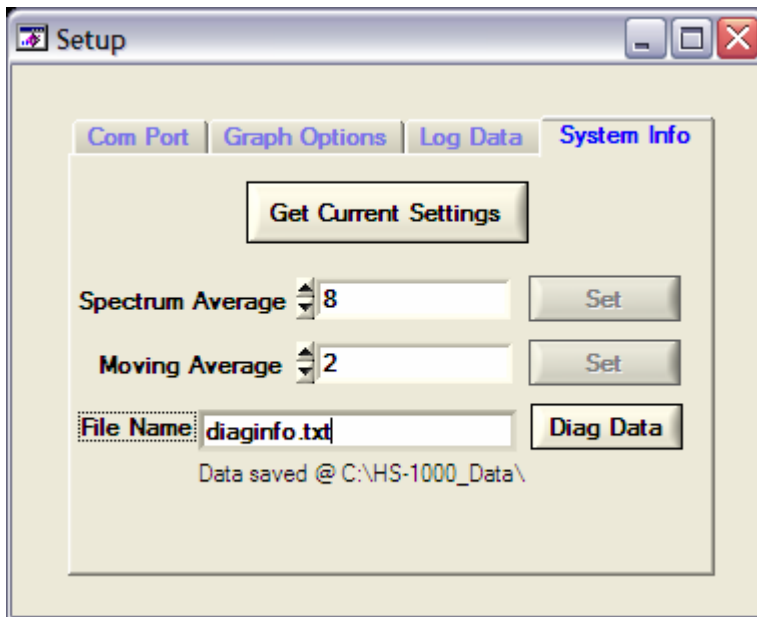 Setup
Com Port Graph Options Log Data System Info
Get Current Settings
Spectrum Average 8 Set
Moving Average 2 Set
File Name diaginfo.txt Diag Data
Data saved @ C:\HS-1000_Data\